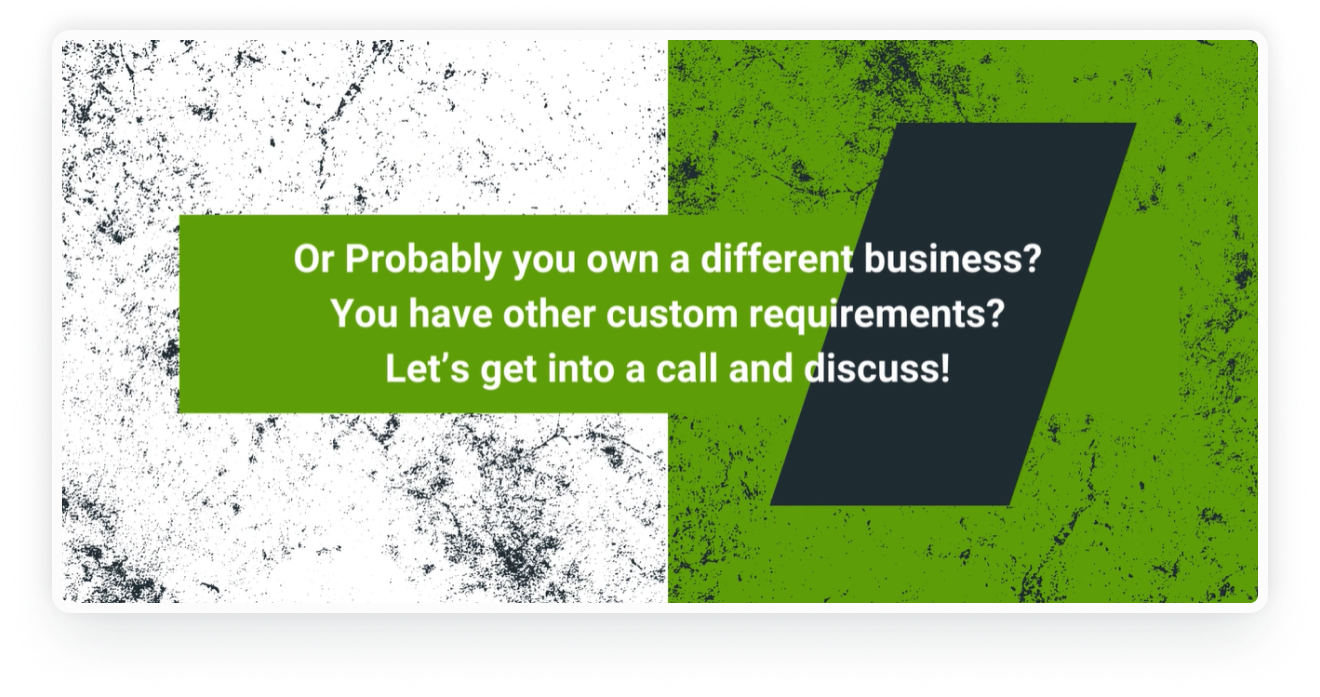 Or Probably you own a different business?
You have other custom requirements?
Let’s get into a call and discuss!